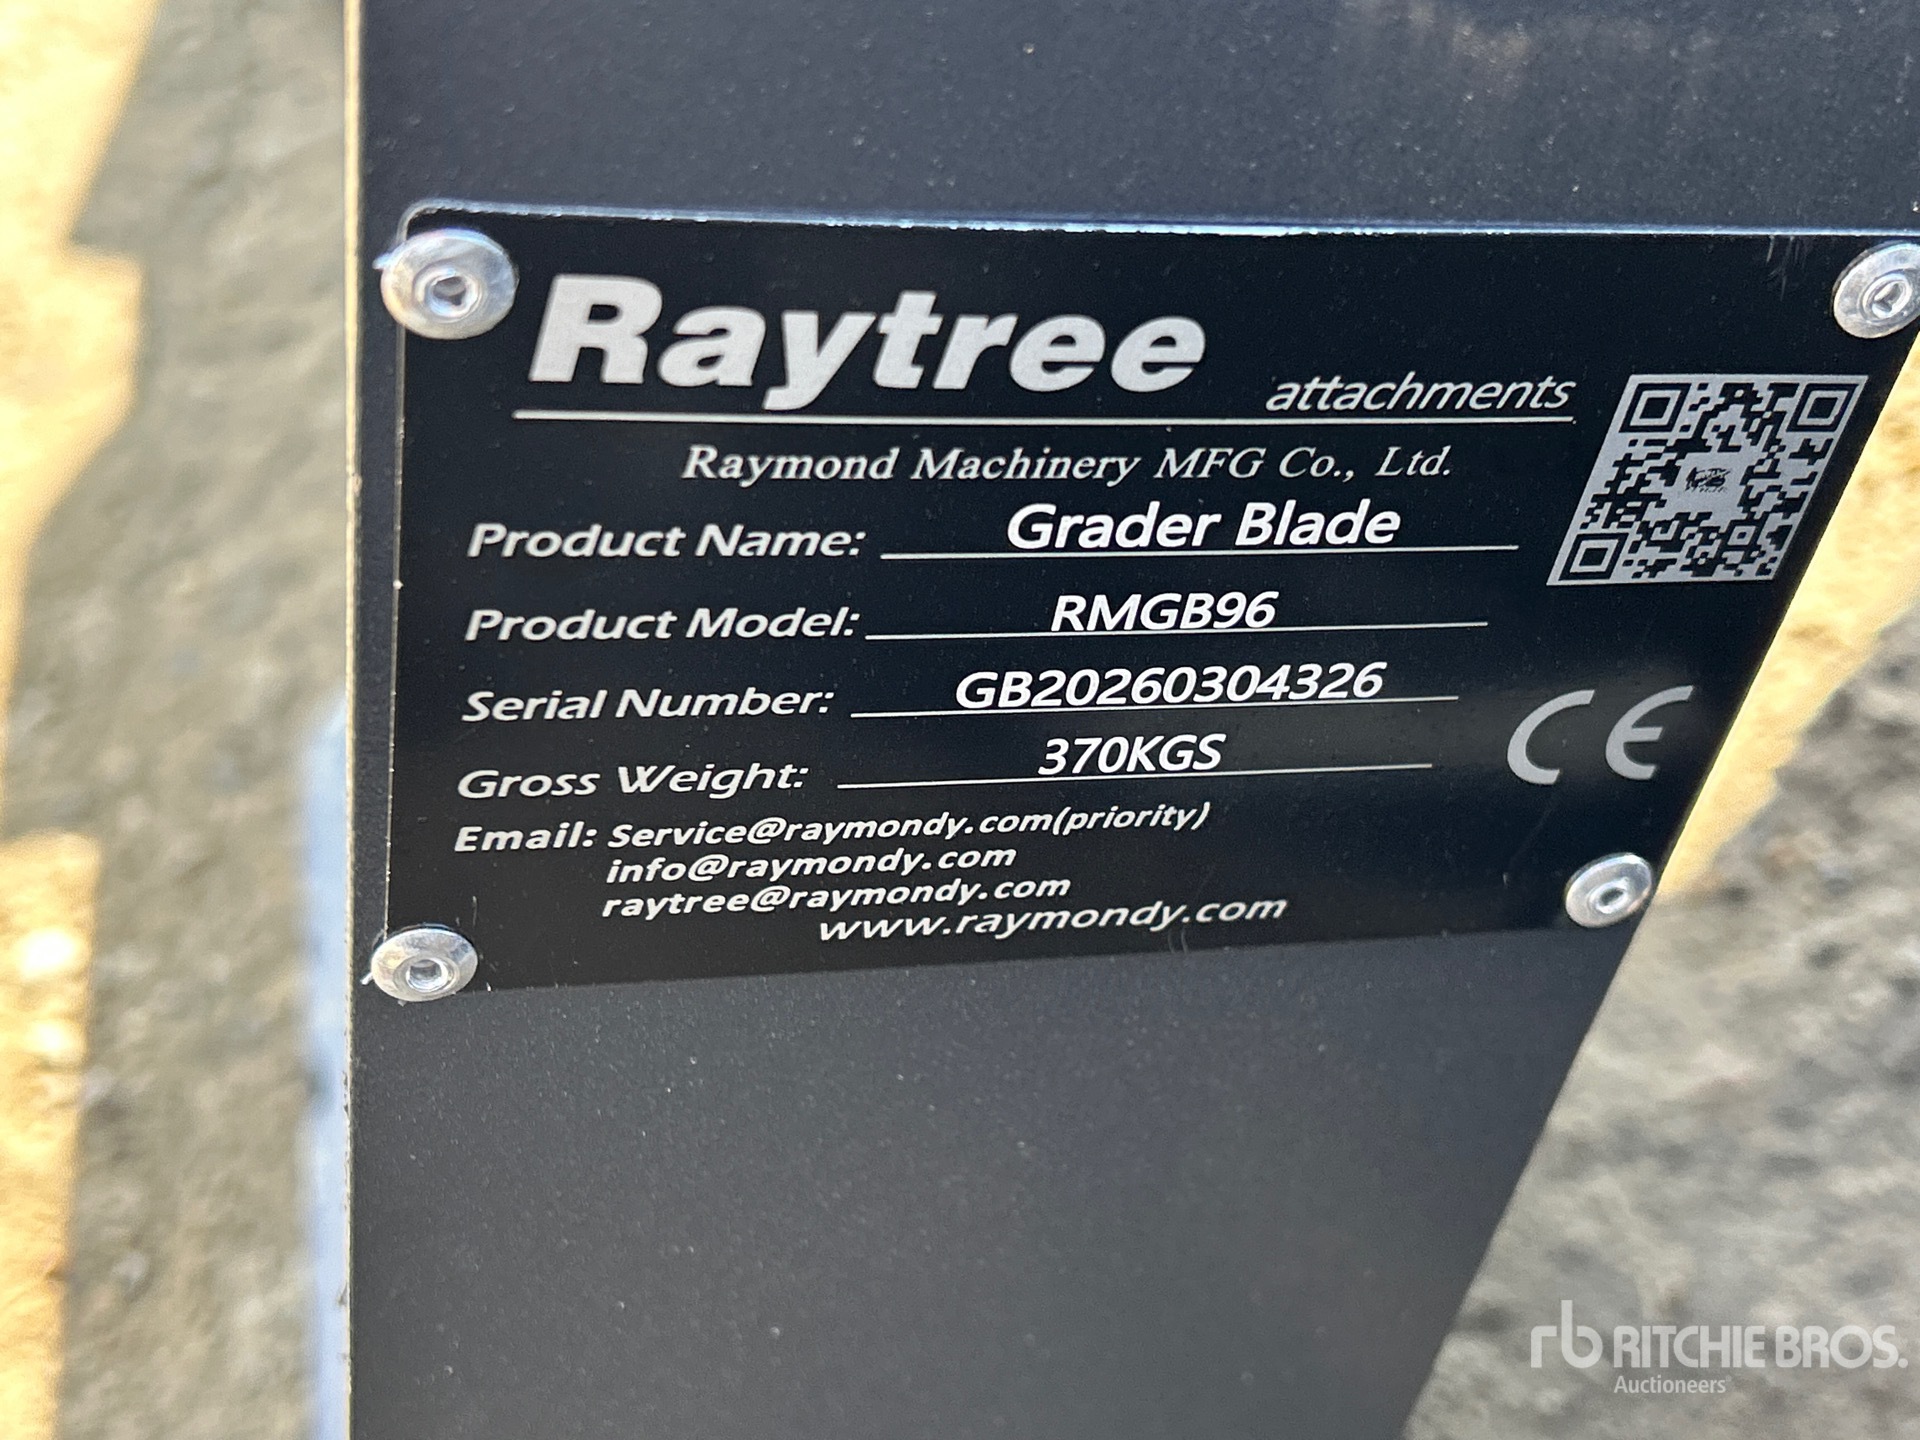 Raytree attachments
Raymond Machinery MFG Co., Ltd.
Product Name: Grader Blade
Product Model: RMGB96
Serial Number: GB20260304326
Gross Weight: 370KGS
Email: Service@raymondy.com(priority)
info@raymondy.com
raytree@raymondy.com
www.raymondy.com
CE
rb RITCHIE BROS.
Auctioneers